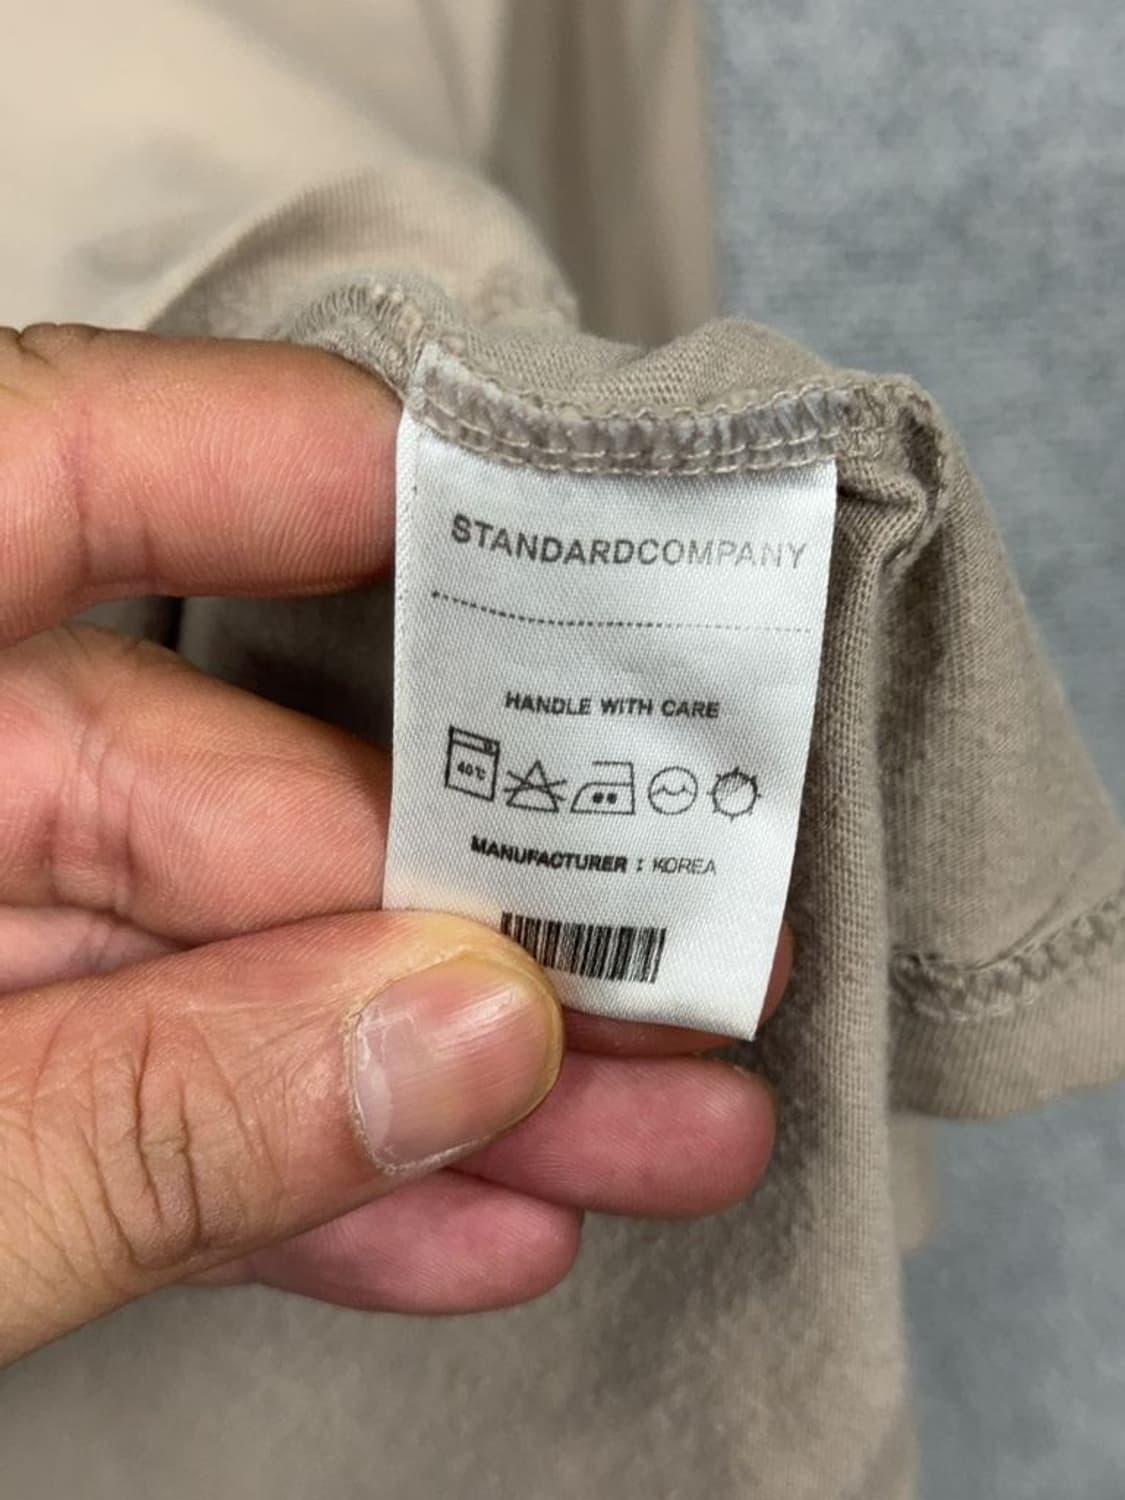 STANDARDCOMPANY
HANDLE WITH CARE
40℃
MANUFACTURER : KOREA